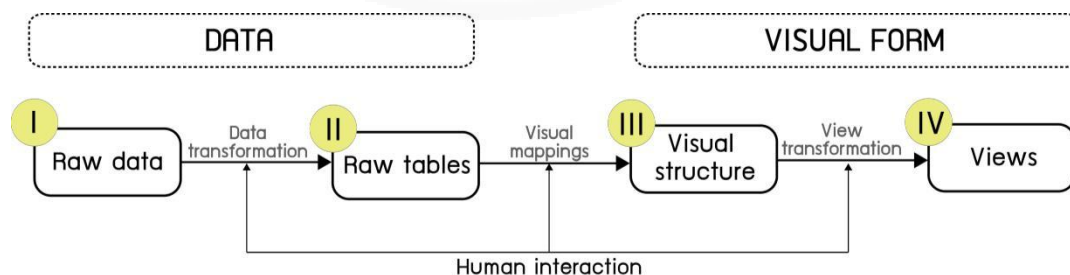 DATA
VISUAL FORM
I
Raw data
Data
transformation
II
Raw tables
Visual
mappings
III
Visual
structure
View
transformation
IV
Views
Human interaction